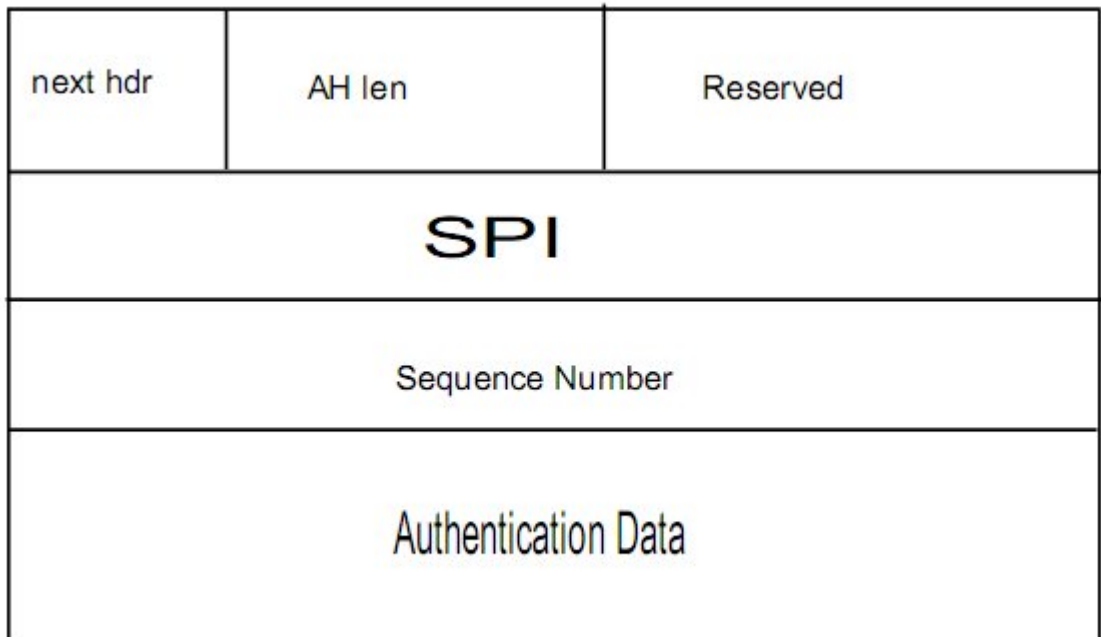 next hdr
AH len
Reserved
SPI
Sequence Number
Authentication Data